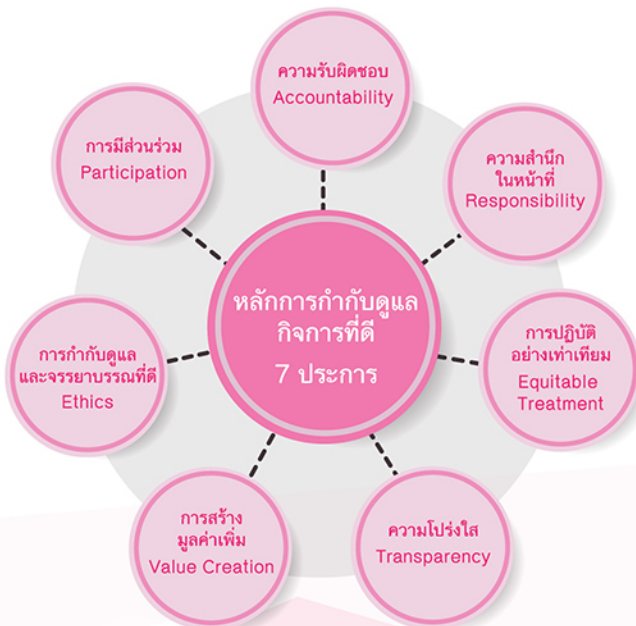 หลักการกำกับดูแล
กิจการที่ดี
7 ประการ
ความรับผิดชอบ
Accountability
ความสำนึก
ในหน้าที่
Responsibility
การปฏิบัติ
อย่างเท่าเทียม
Equitable
Treatment
ความโปร่งใส
Transparency
การสร้าง
มูลค่าเพิ่ม
Value Creation
การกำกับดูแล
และจรรยาบรรณที่ดี
Ethics
การมีส่วนร่วม
Participation